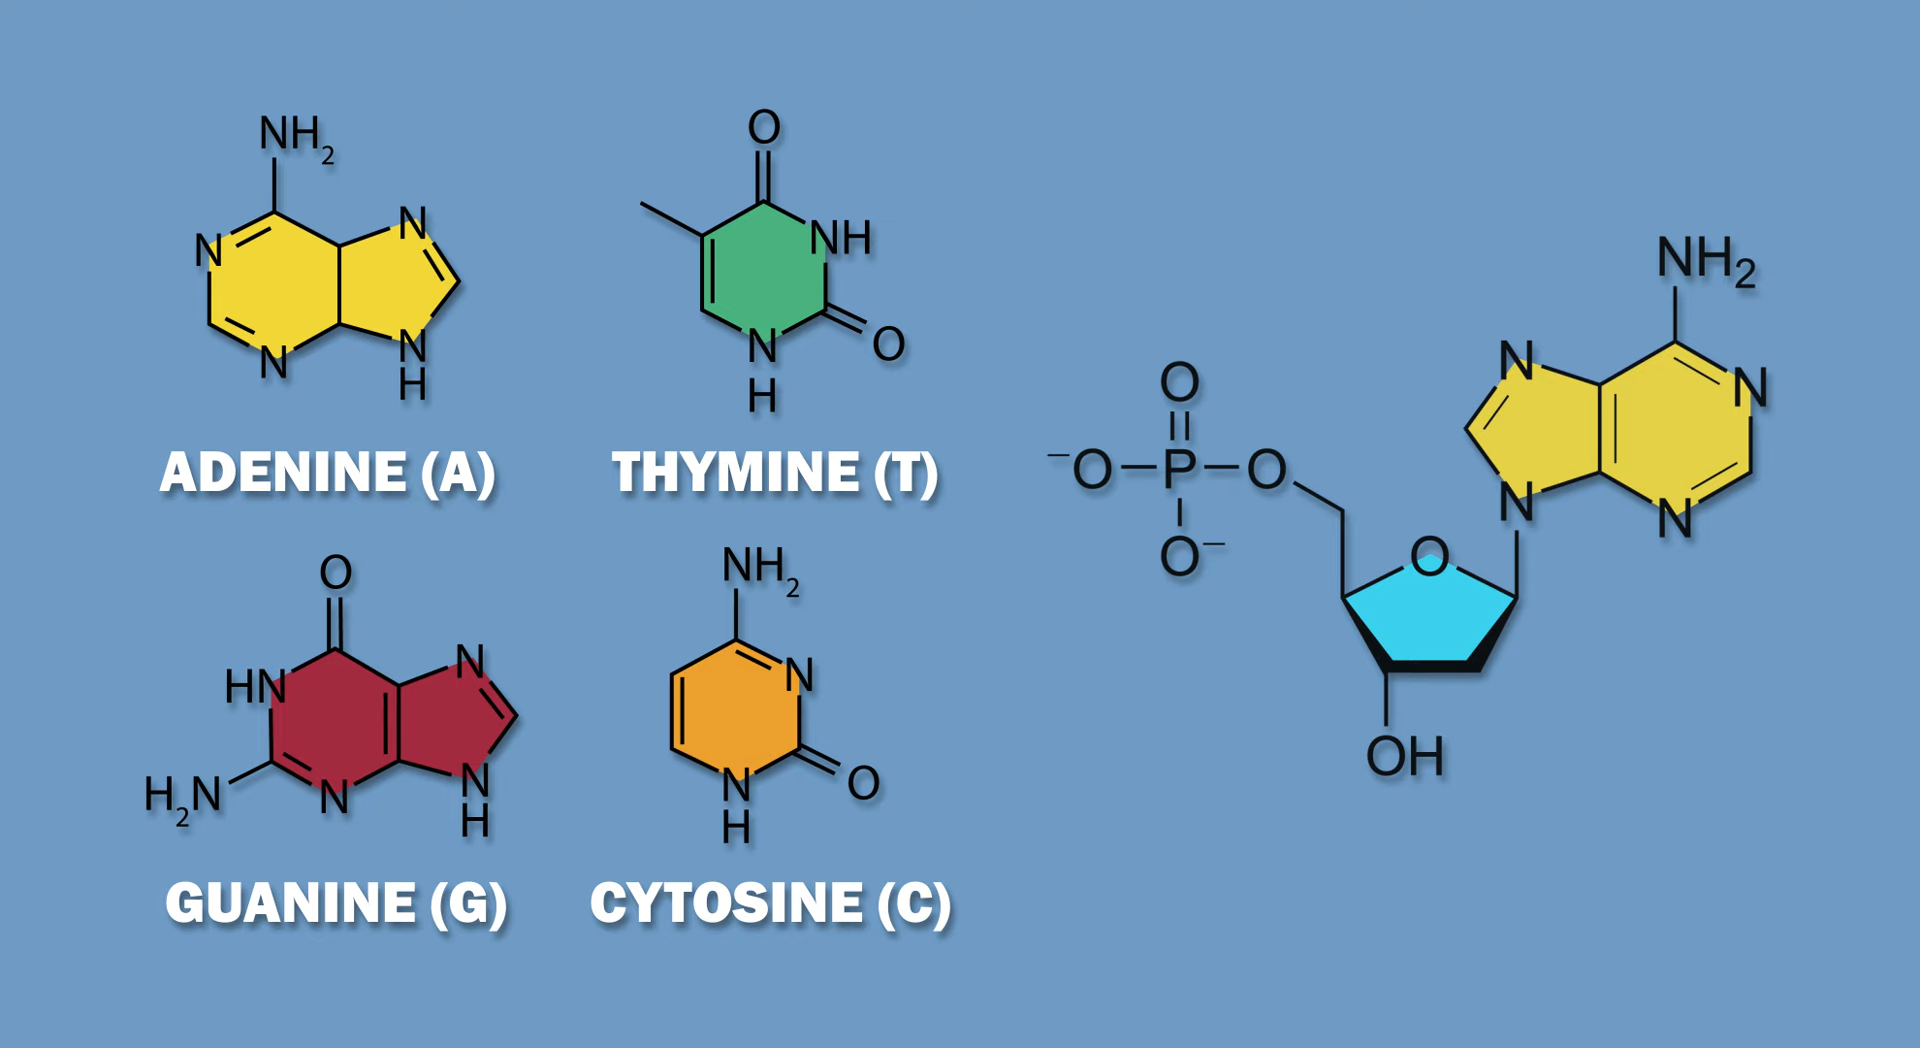 NH2
N
N
N
N
H
ADENINE (A)
O
NH
O
N
H
THYMINE (T)
O
HN
N
H2N
N
N
H
GUANINE (G)
NH2
N
O
N
H
CYTOSINE (C)
NH2
N
N
N
N
O
⁻O–P–O
O⁻
O
OH